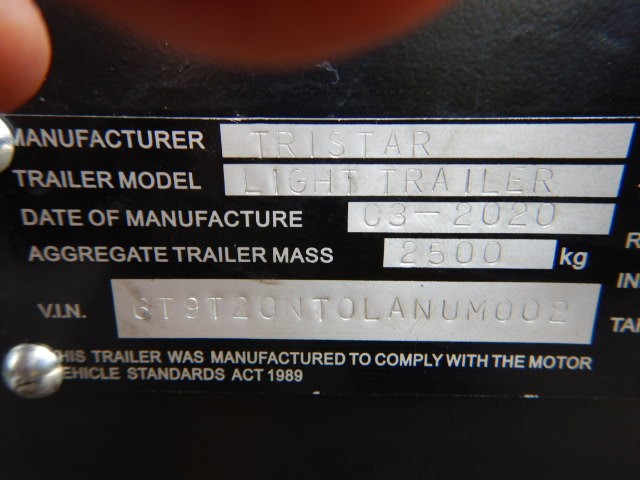 MANUFACTURER TRISTAR
TRAILER MODEL LIGHT TRAILER
DATE OF MANUFACTURE 03-2020
AGGREGATE TRAILER MASS 2500 kg
V.I.N. 6T9T20NT0LANUM002
THIS TRAILER WAS MANUFACTURED TO COMPLY WITH THE MOTOR
VEHICLE STANDARDS ACT 1989